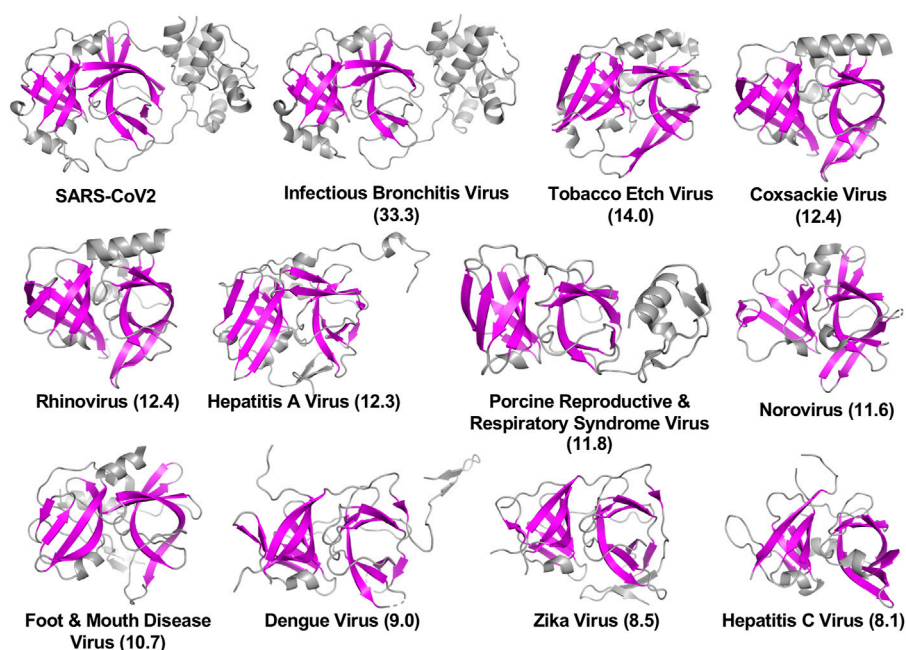 SARS-CoV2
Infectious Bronchitis Virus
(33.3)
Tobacco Etch Virus
(14.0)
Coxsackie Virus
(12.4)
Rhinovirus (12.4)
Hepatitis A Virus (12.3)
Porcine Reproductive &
Respiratory Syndrome Virus
(11.8)
Norovirus (11.6)
Foot & Mouth Disease
Virus (10.7)
Dengue Virus (9.0)
Zika Virus (8.5)
Hepatitis C Virus (8.1)